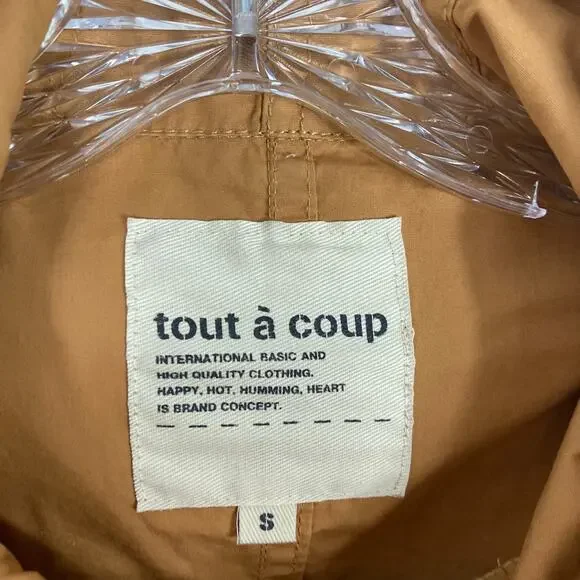 tout à coup
INTERNATIONAL BASIC AND
HIGH QUALITY CLOTHING.
HAPPY, HOT, HUMMING, HEART
IS BRAND CONCEPT.
S